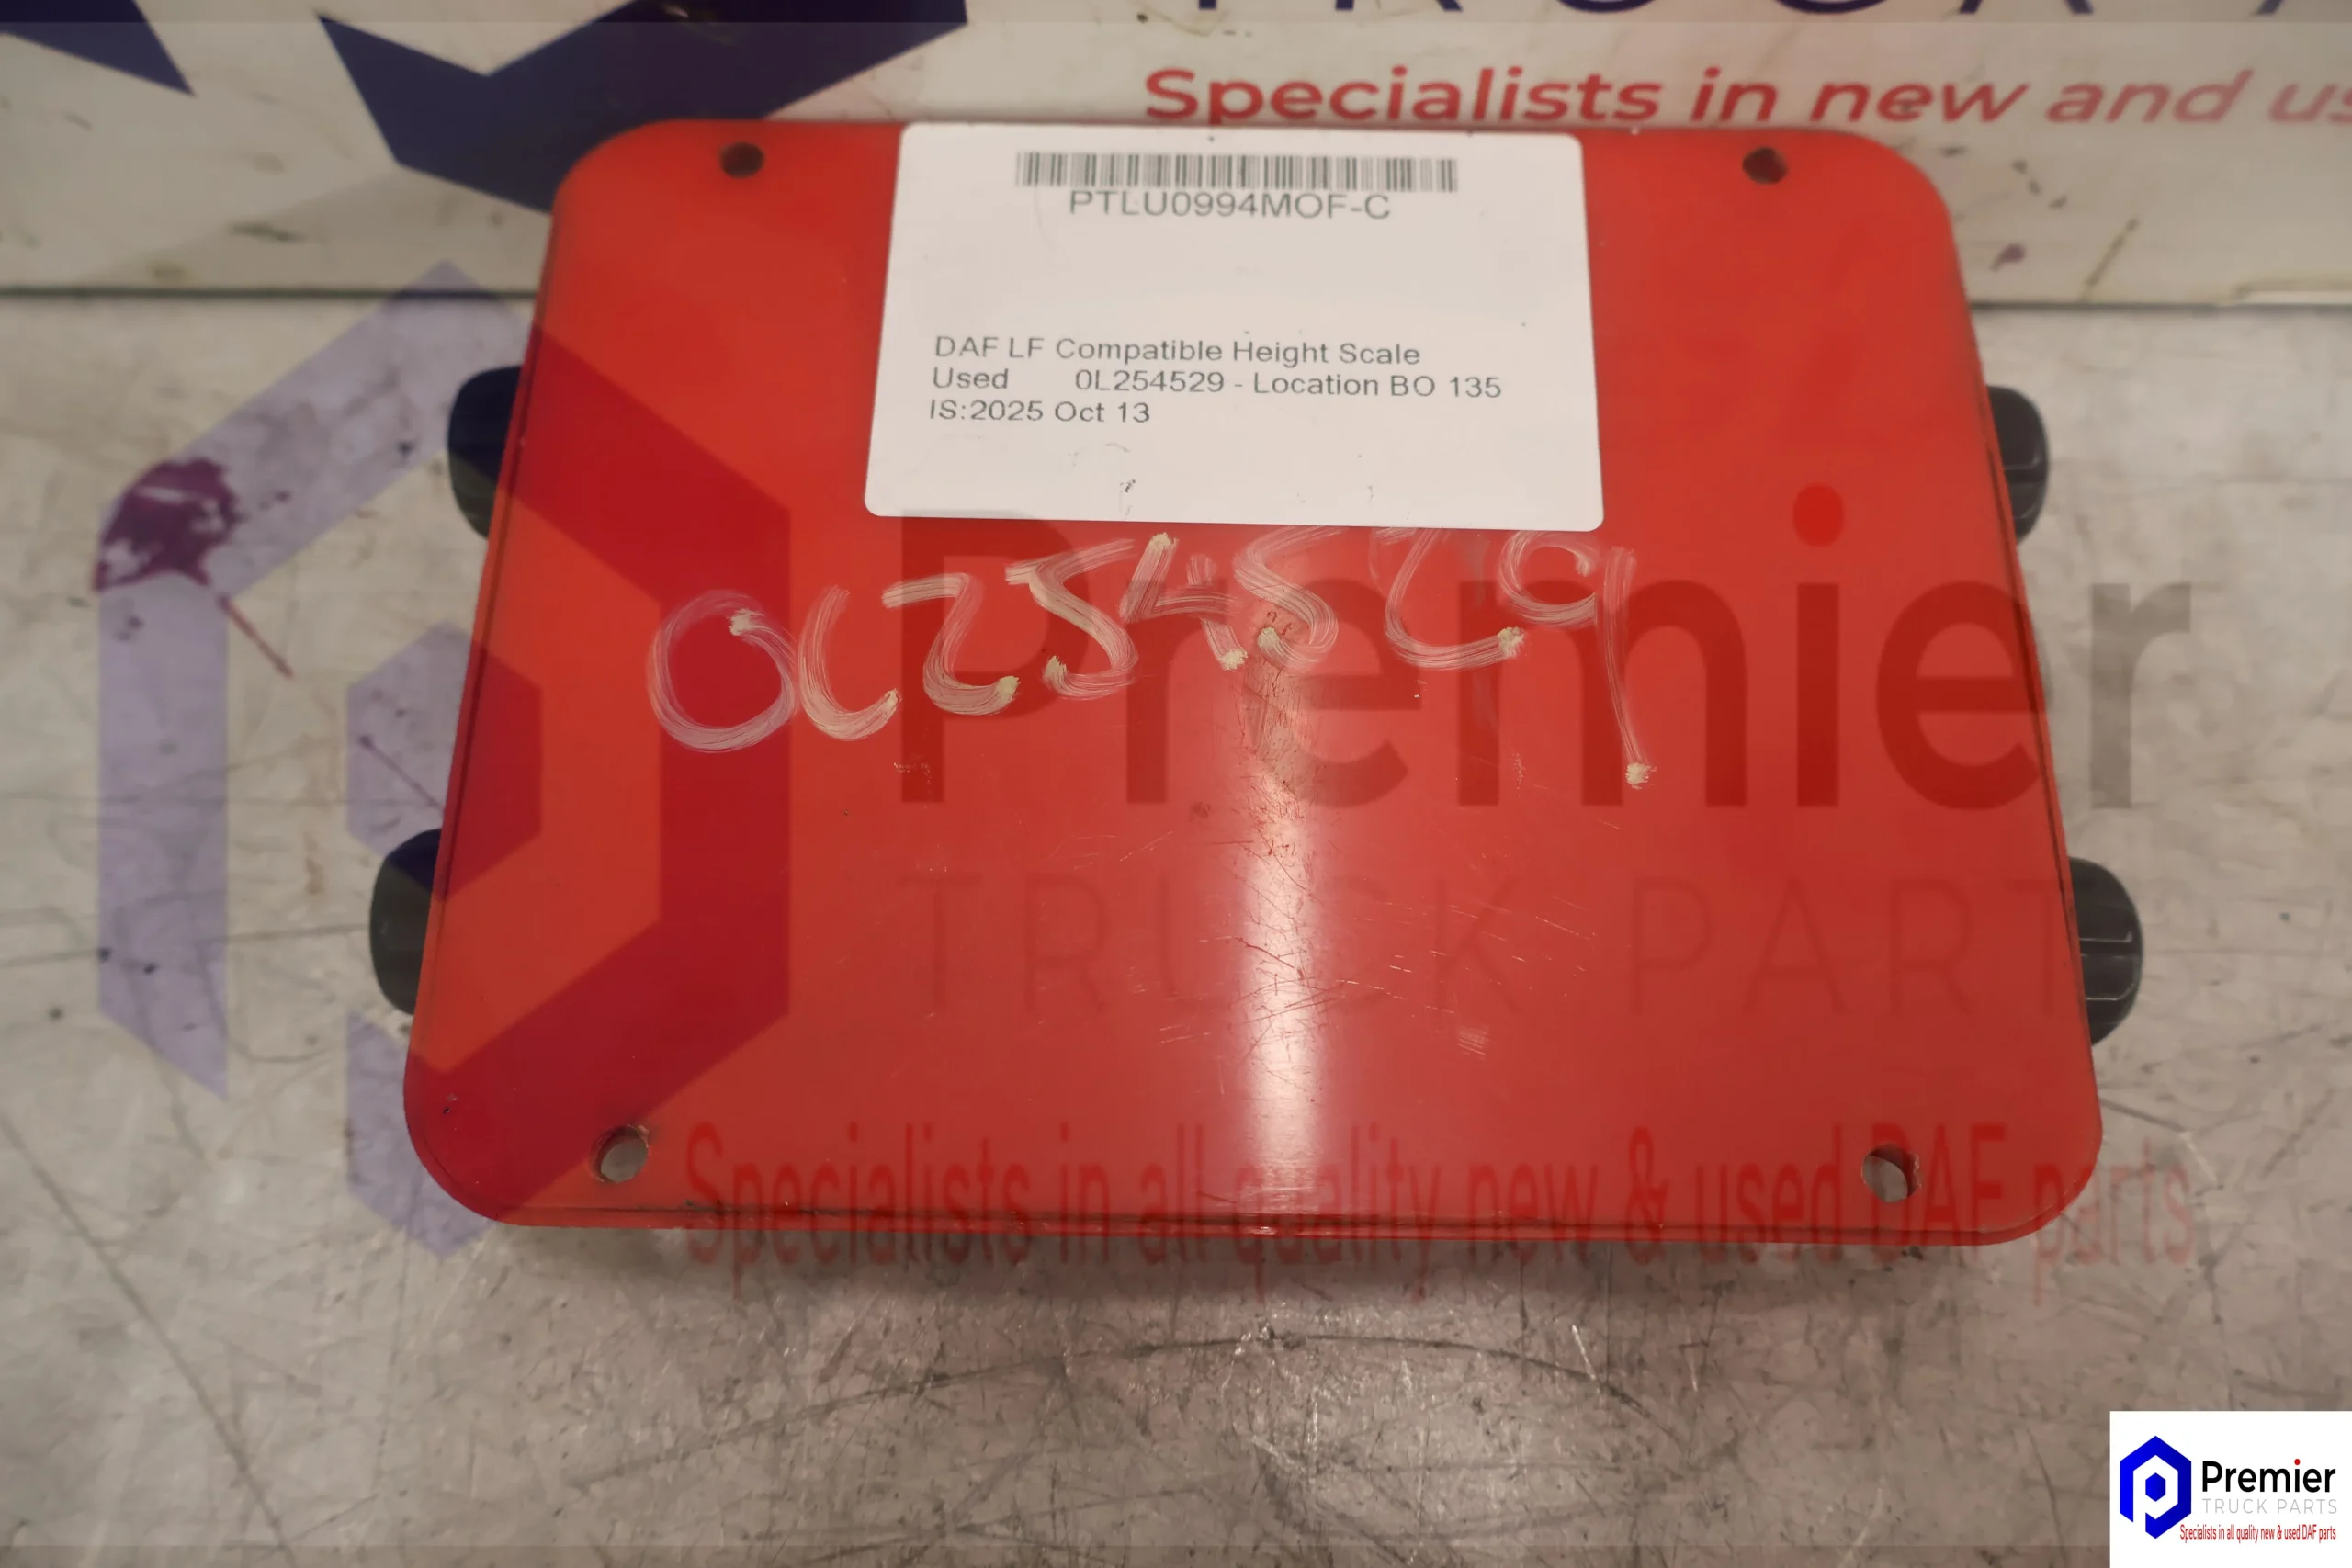 Specialists in new and us
PTLU0994MOF-C
DAF LF Compatible Height Scale
Used 0L254529 - Location BO 135
IS:2025 Oct 13
0L254529
Premier
TRUCK PART
Specialists in all quality new & used DAF parts
Premier
TRUCK PARTS
Specialists in all quality new & used DAF parts